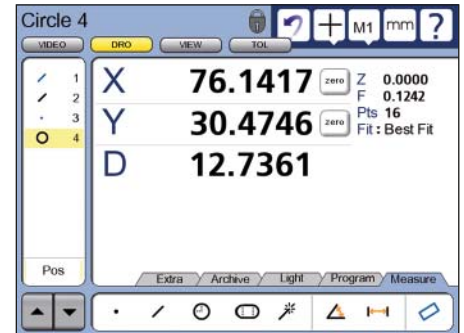 Circle 4
M1 mm ?
VIDEO DRO VIEW TOL
1
2
3
4
X 76.1417 zero
Y 30.4746 zero
D 12.7361
Z 0.0000
F 0.1242
Pts 16
Fit : Best Fit
Pos
Extra Archive Light Program Measure